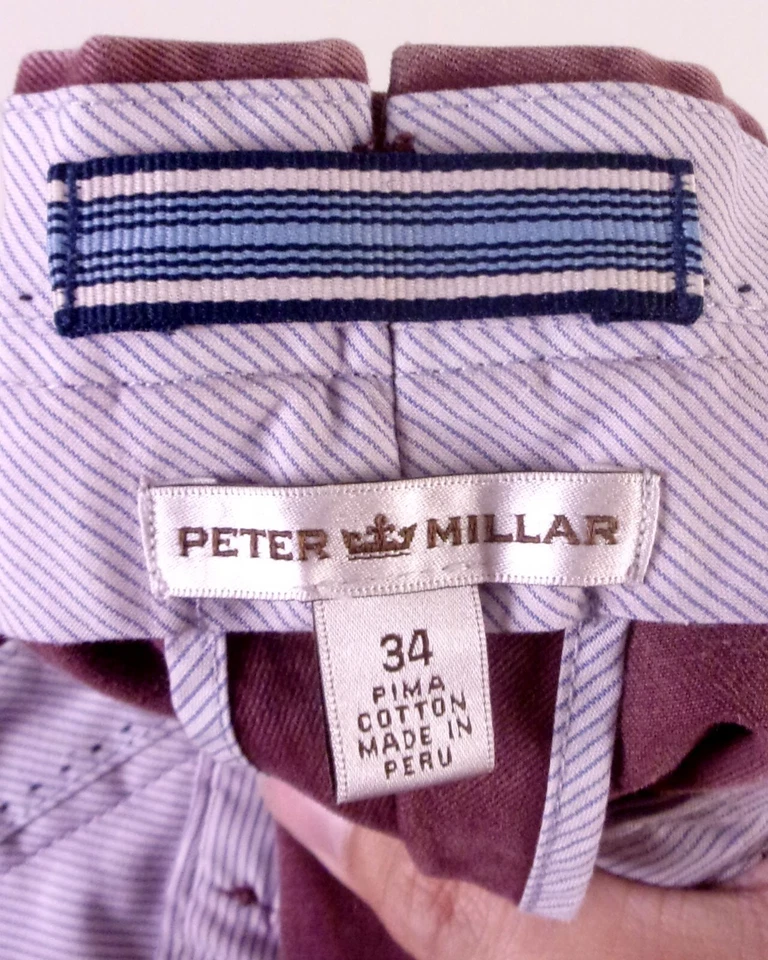 PETER MILLAR
34
PIMA
COTTON
MADE IN
PERU